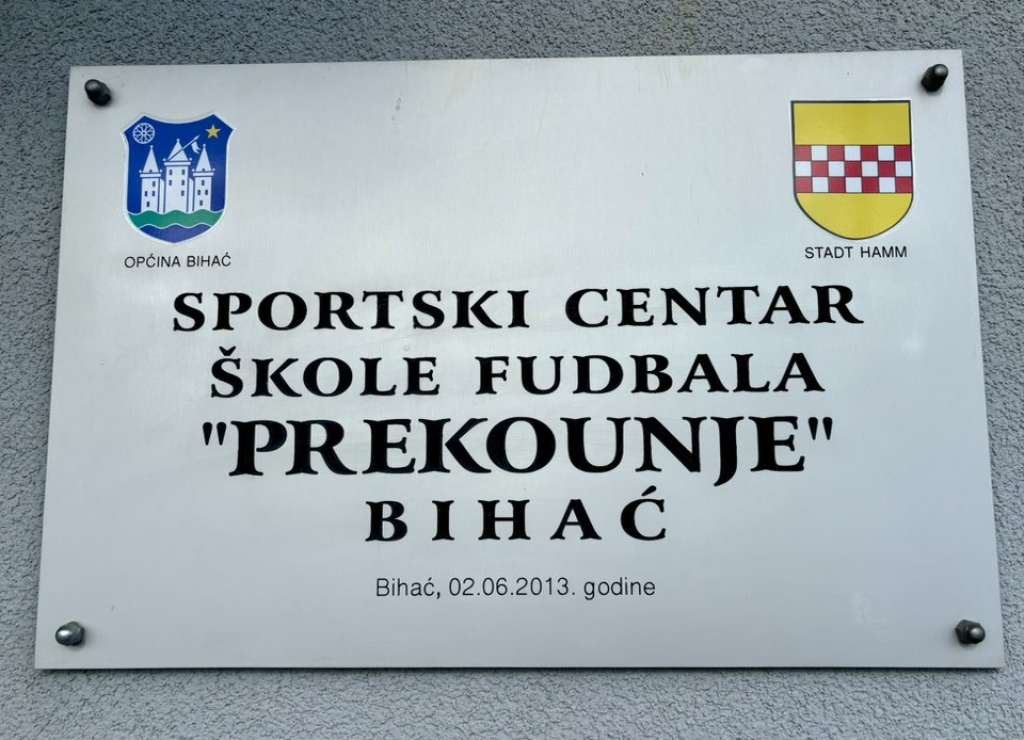 OPĆINA BIHAĆ
STADT HAMM
SPORTSKI CENTAR
ŠKOLE FUDBALA
"PREKOUNJE"
BIHAĆ
Bihać, 02.06.2013. godine